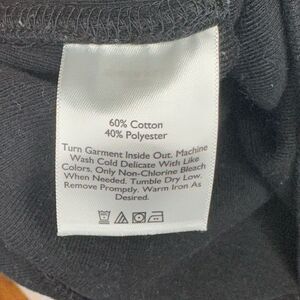 60% Cotton
40% Polyester
Turn Garment Inside Out. Machine
Wash Cold Delicate With Like
Colors. Only Non-Chlorine Bleach
When Needed. Tumble Dry Low.
Remove Promptly. Warm Iron As
Desired.